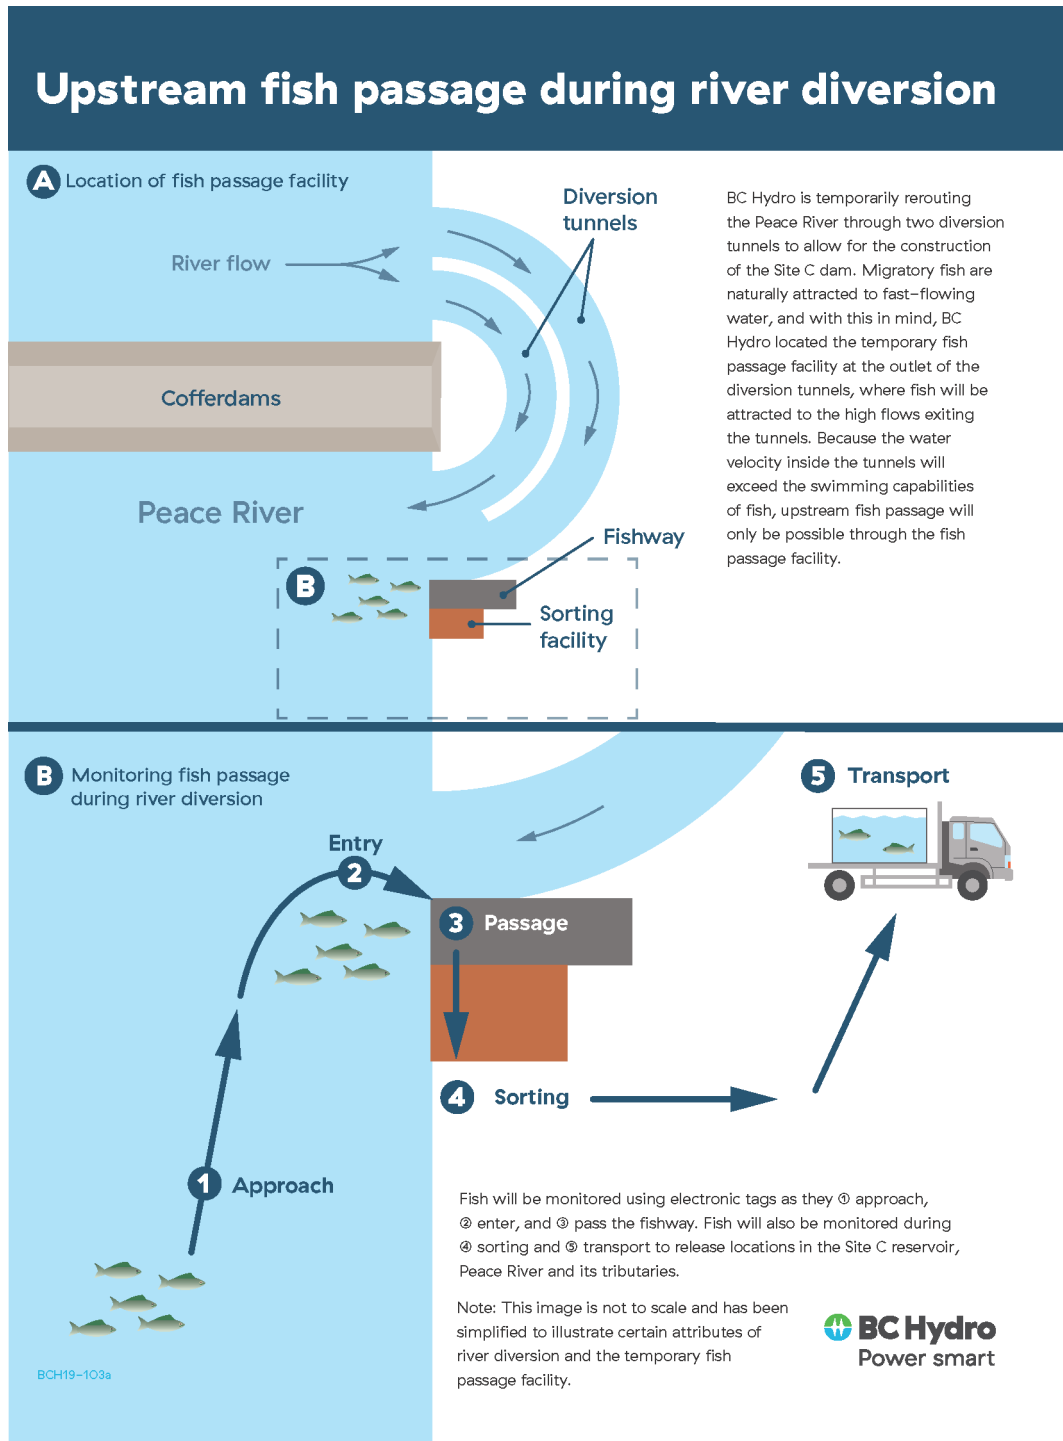 Upstream fish passage during river diversion
A Location of fish passage facility
River flow
Diversion
tunnels
Cofferdams
Peace River
Fishway
B
Sorting
facility
BC Hydro is temporarily rerouting
the Peace River through two diversion
tunnels to allow for the construction
of the Site C dam. Migratory fish are
naturally attracted to fast-flowing
water, and with this in mind, BC
Hydro located the temporary fish
passage facility at the outlet of the
diversion tunnels, where fish will be
attracted to the high flows exiting
the tunnels. Because the water
velocity inside the tunnels will
exceed the swimming capabilities
of fish, upstream fish passage will
only be possible through the fish
passage facility.
B Monitoring fish passage
during river diversion
5 Transport
Entry
2
3 Passage
4 Sorting
1 Approach
Fish will be monitored using electronic tags as they ① approach,
② enter, and ③ pass the fishway. Fish will also be monitored during
④ sorting and ⑤ transport to release locations in the Site C reservoir,
Peace River and its tributaries.
Note: This image is not to scale and has been
simplified to illustrate certain attributes of
river diversion and the temporary fish
passage facility.
BC Hydro
Power smart
BCH19-103a